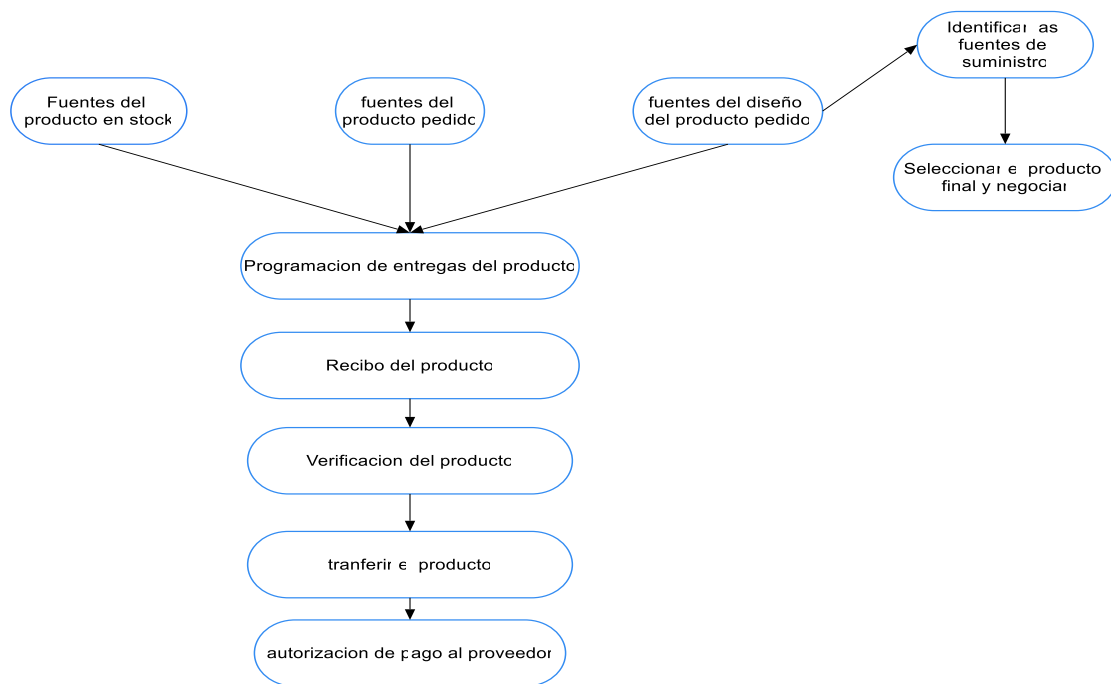 Identificar las
fuentes de
suministro
Fuentes del
producto en stock
fuentes del
producto pedido
fuentes del diseño
del producto pedido
Seleccionar el producto
final y negociar
Programacion de entregas del producto
Recibo del producto
Verificacion del producto
tranferir el producto
autorizacion de pago al proveedor